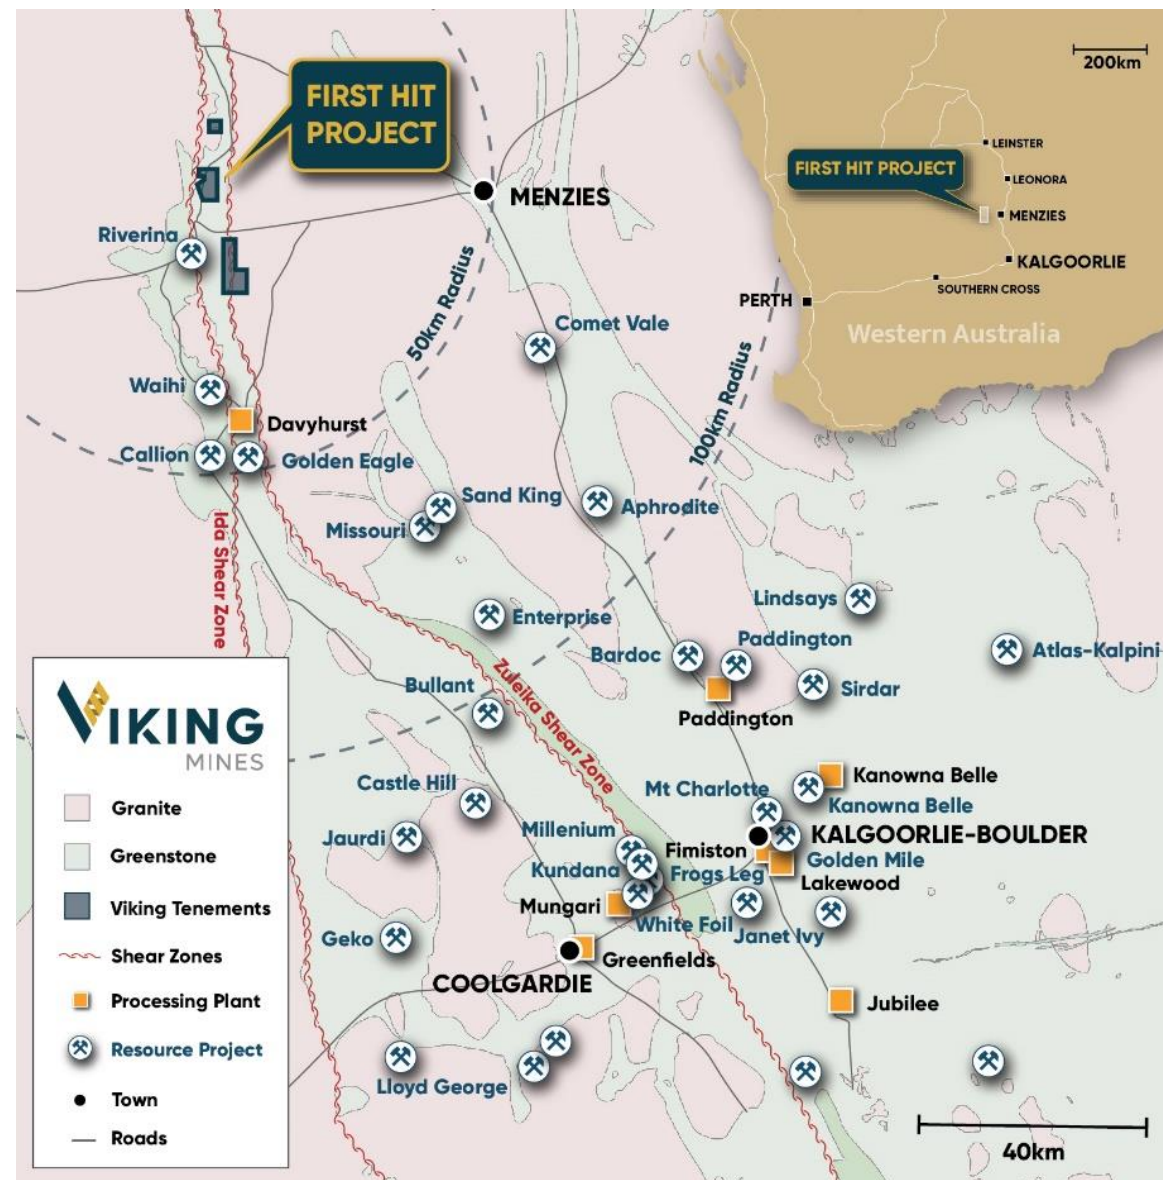 FIRST HIT
PROJECT
MENZIES
Riverina
50km Radius
Comet Vale
100km Radius
Waihi
Davyhurst
Callion
Golden Eagle
Sand King
Missouri
Aphrodite
Ida Shear Zone
Lindsays
Enterprise
Paddington
Bardoc
Atlas-Kalpini
Zuleika Shear Zone
Bullant
Sirdar
Paddington
Kanowna Belle
Castle Hill
Mt Charlotte
Kanowna Belle
Millenium
Jaurdi
KALGOORLIE-BOULDER
Fimiston
Golden Mile
Kundana
Frogs Leg
Lakewood
Mungari
White Foil
Janet Ivy
Geko
Greenfields
COOLGARDIE
Jubilee
Lloyd George
40km
200km
LEINSTER
FIRST HIT PROJECT
LEONORA
MENZIES
KALGOORLIE
SOUTHERN CROSS
PERTH
Western Australia
VIKING
MINES
Granite
Greenstone
Viking Tenements
Shear Zones
Processing Plant
Resource Project
Town
Roads